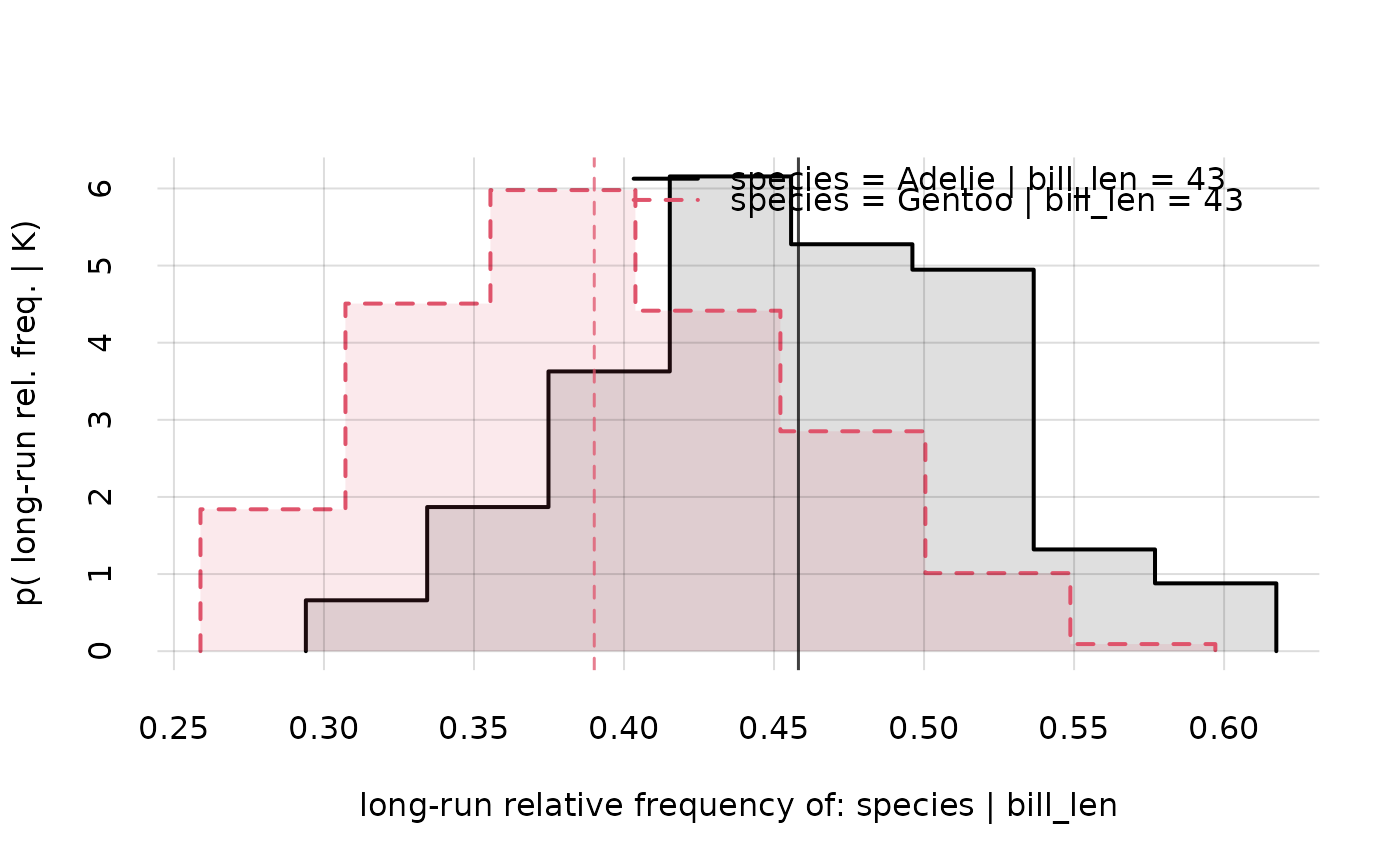 species = Adelie | bill_len = 43
species = Gentoo | bill_len = 43
p( long-run rel. freq. | K)
6
5
4
3
2
1
0
0.25 0.30 0.35 0.40 0.45 0.50 0.55 0.60
long-run relative frequency of: species | bill_len